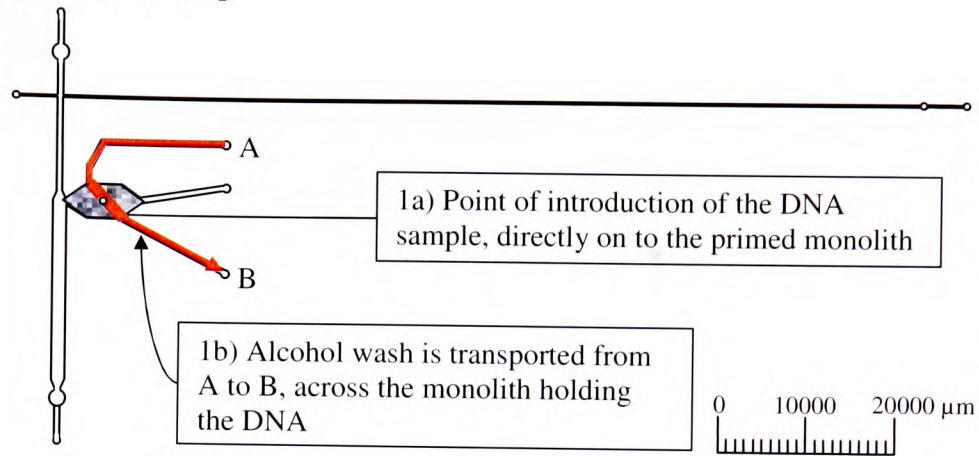 A
1a) Point of introduction of the DNA
sample, directly on to the primed monolith
B
1b) Alcohol wash is transported from
A to B, across the monolith holding
the DNA
0 10000 20000 µm